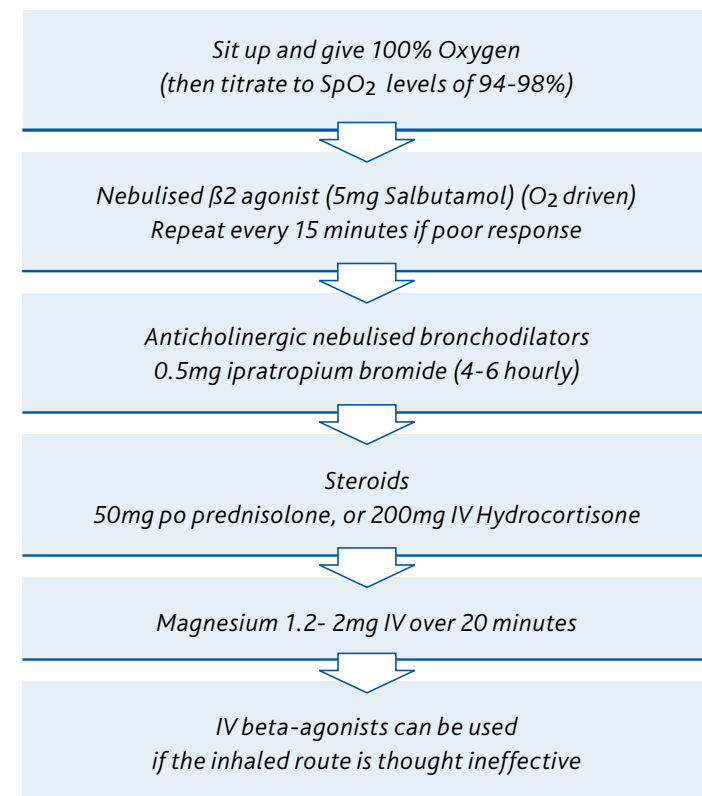 Sit up and give 100% Oxygen
(then titrate to SpO2 levels of 94-98%)
Nebulised ß2 agonist (5mg Salbutamol) (O2 driven)
Repeat every 15 minutes if poor response
Anticholinergic nebulised bronchodilators
0.5mg ipratropium bromide (4-6 hourly)
Steroids
50mg po prednisolone, or 200mg IV Hydrocortisone
Magnesium 1.2- 2mg IV over 20 minutes
IV beta-agonists can be used
if the inhaled route is thought ineffective